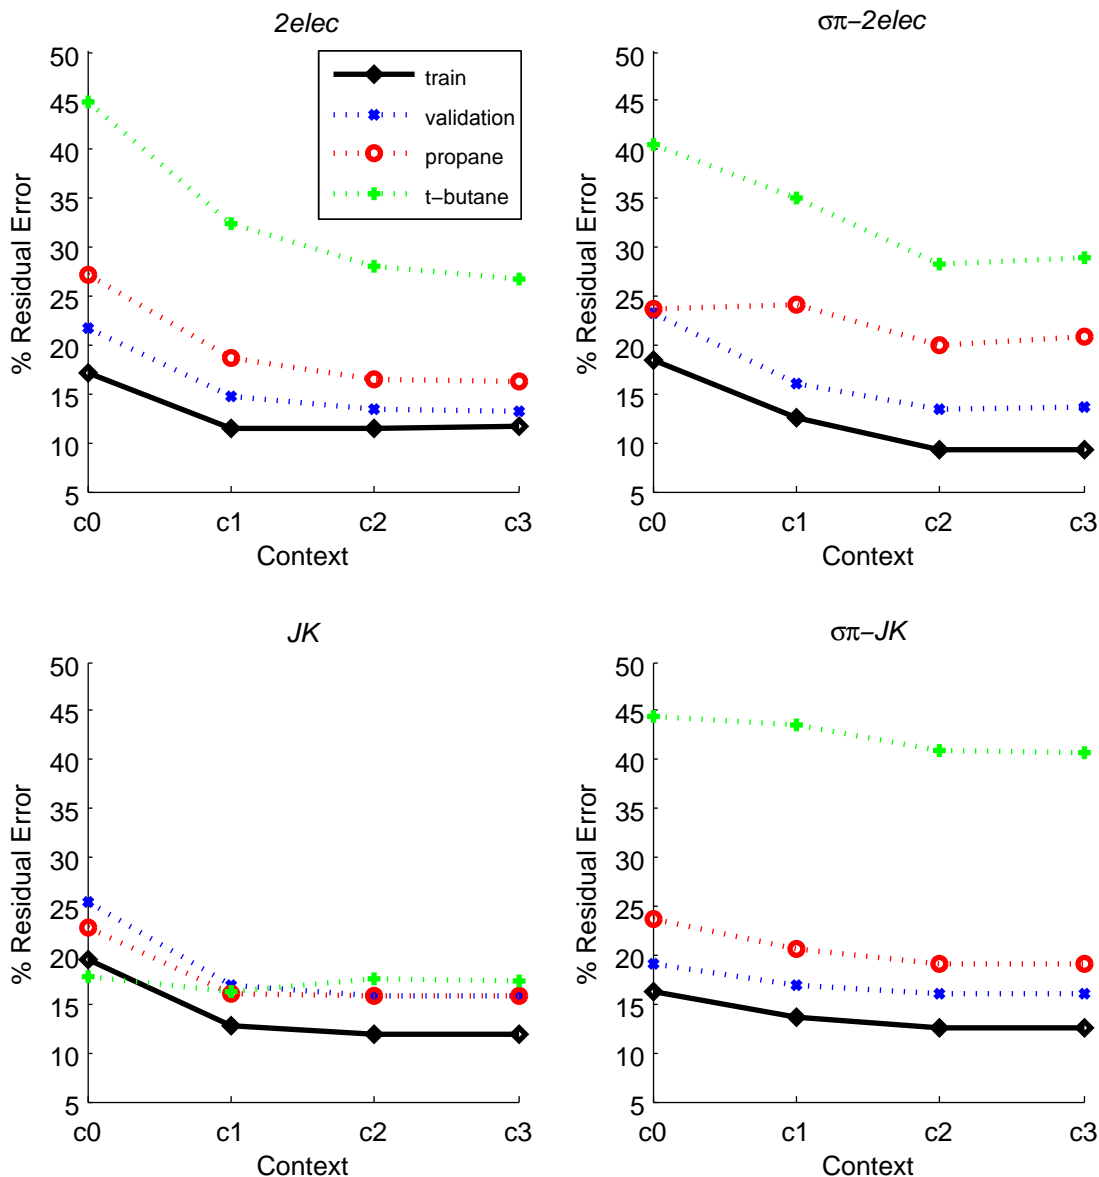 2elec
50
45
40
35
30
25
20
15
10
5
% Residual Error
c0 c1 c2 c3
Context
train
validation
propane
t−butane
σπ−2elec
50
45
40
35
30
25
20
15
10
5
% Residual Error
c0 c1 c2 c3
Context
JK
50
45
40
35
30
25
20
15
10
5
% Residual Error
c0 c1 c2 c3
Context
σπ−JK
50
45
40
35
30
25
20
15
10
5
% Residual Error
c0 c1 c2 c3
Context